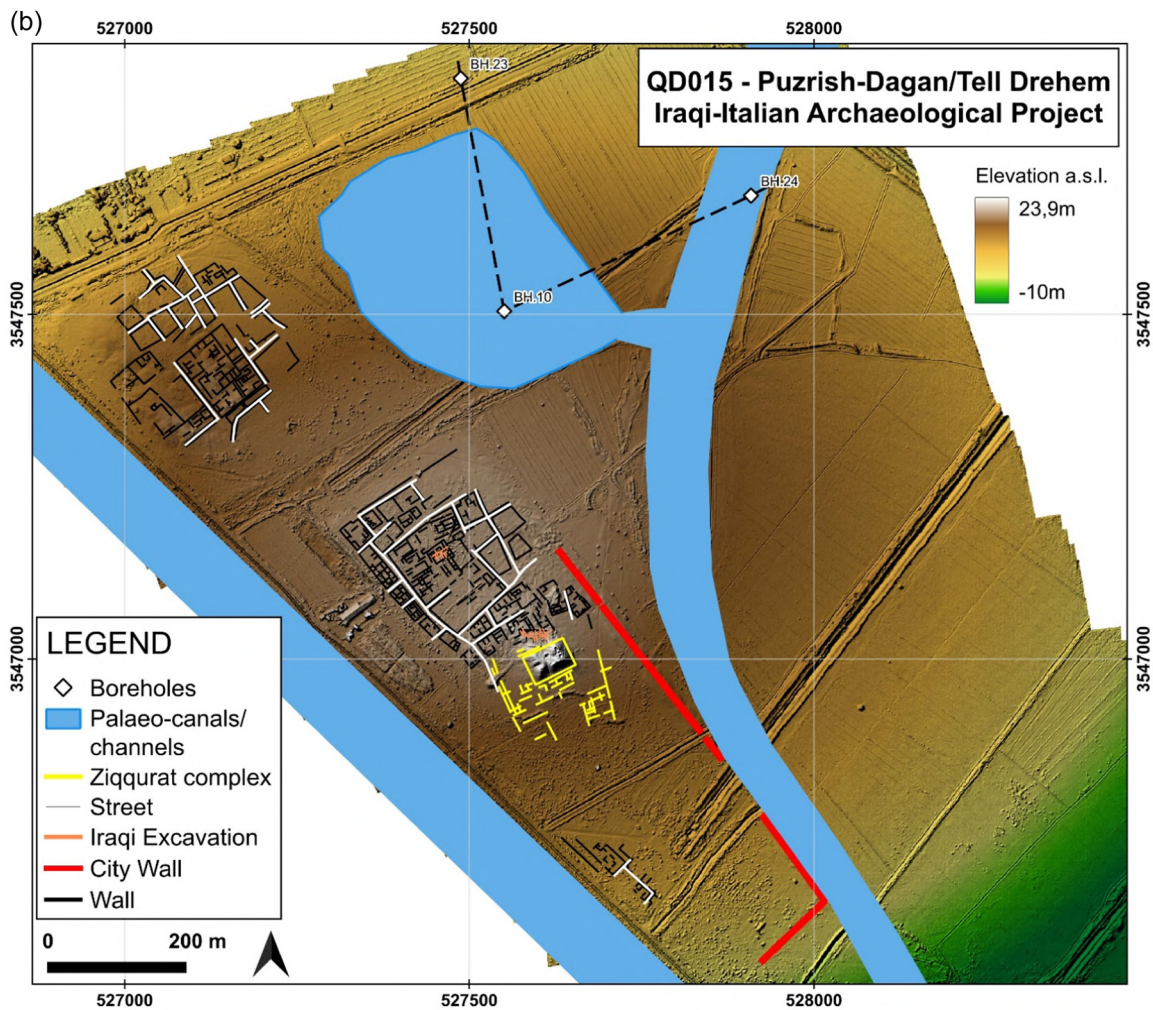 (b)
527000 527500 528000
BH.23
QD015 - Puzrish-Dagan/Tell Drehem
Iraqi-Italian Archaeological Project
BH.24
Elevation a.s.l.
23,9m
-10m
BH.10
3547500 3547500
3547000 3547000
LEGEND
Boreholes
Palaeo-canals/
channels
Ziqqurat complex
Street
Iraqi Excavation
City Wall
Wall
0 200 m
527000 527500 528000